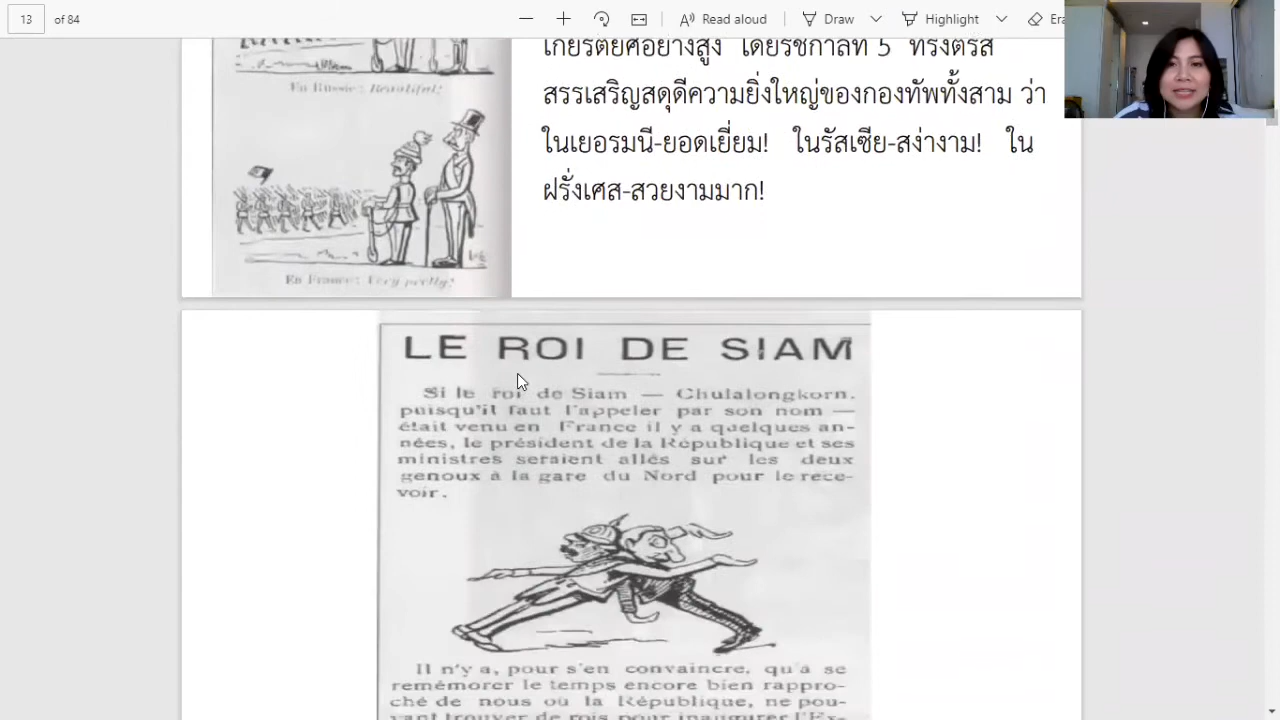 13
of 84
Read aloud
Draw
Highlight
เกียรติยศอย่างสูง โดยรัชกาลที่ 5 ทรงตรัส
สรรเสริญสดุดีความยิ่งใหญ่ของกองทัพทั้งสาม ว่า
ในเยอรมนี-ยอดเยี่ยม! ในรัสเซีย-สง่างาม! ใน
ฝรั่งเศส-สวยงามมาก!
En Russie: Beautiful!
En France: Very pretty!
LE ROI DE SIAM
Si le roi de Siam — Chulalongkorn,
puisqu'il faut l'appeler par son nom —
était venu en France il y a quelques an-
nées, le président de la République et ses
ministres seraient allés sur les deux
genoux à la gare du Nord pour le rece-
voir.
Il n'y a, pour s'en convaincre, qu'à se
remémorer le temps encore bien rappro-
ché de nous où la République, ne pou-
vant trouver de rois pour inaugurer l'Ex-